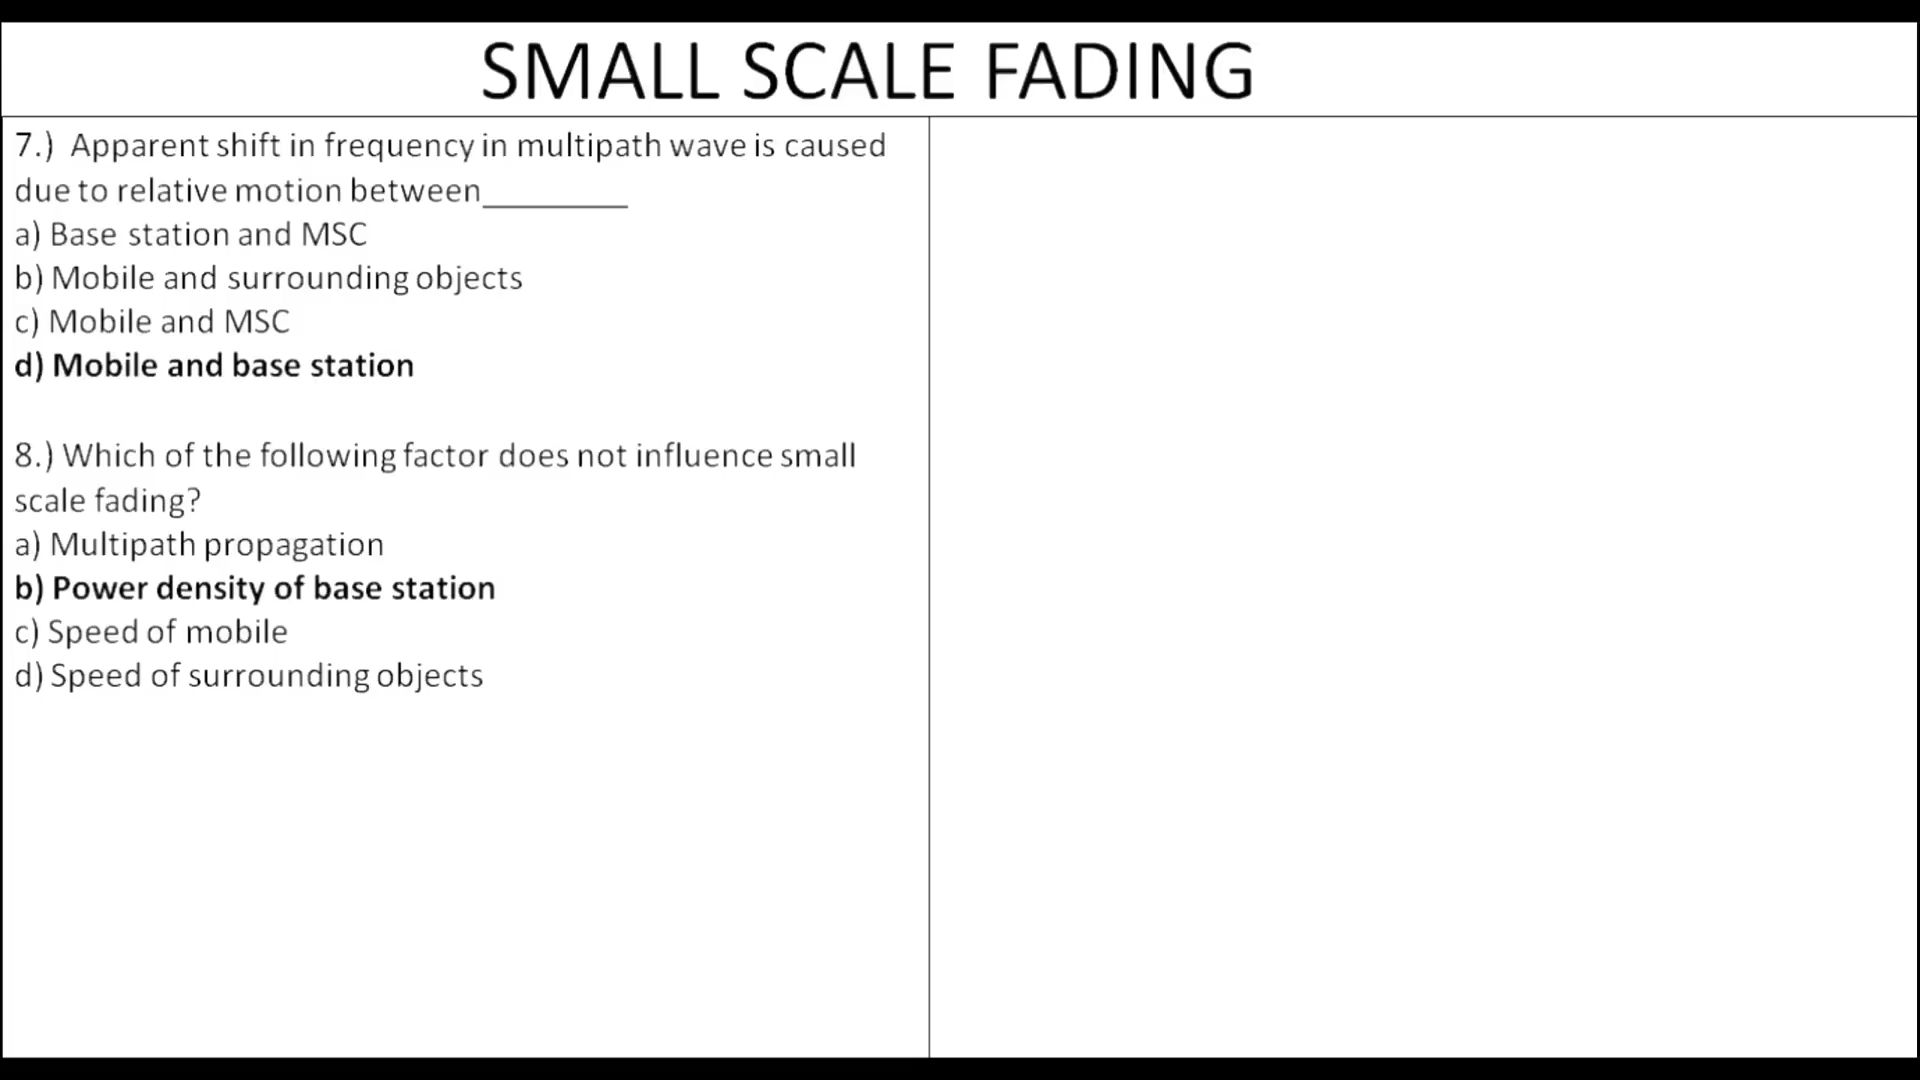 SMALL SCALE FADING
7.) Apparent shift in frequency in multipath wave is caused
due to relative motion between_________
a) Base station and MSC
b) Mobile and surrounding objects
c) Mobile and MSC
d) Mobile and base station
8.) Which of the following factor does not influence small
scale fading?
a) Multipath propagation
b) Power density of base station
c) Speed of mobile
d) Speed of surrounding objects